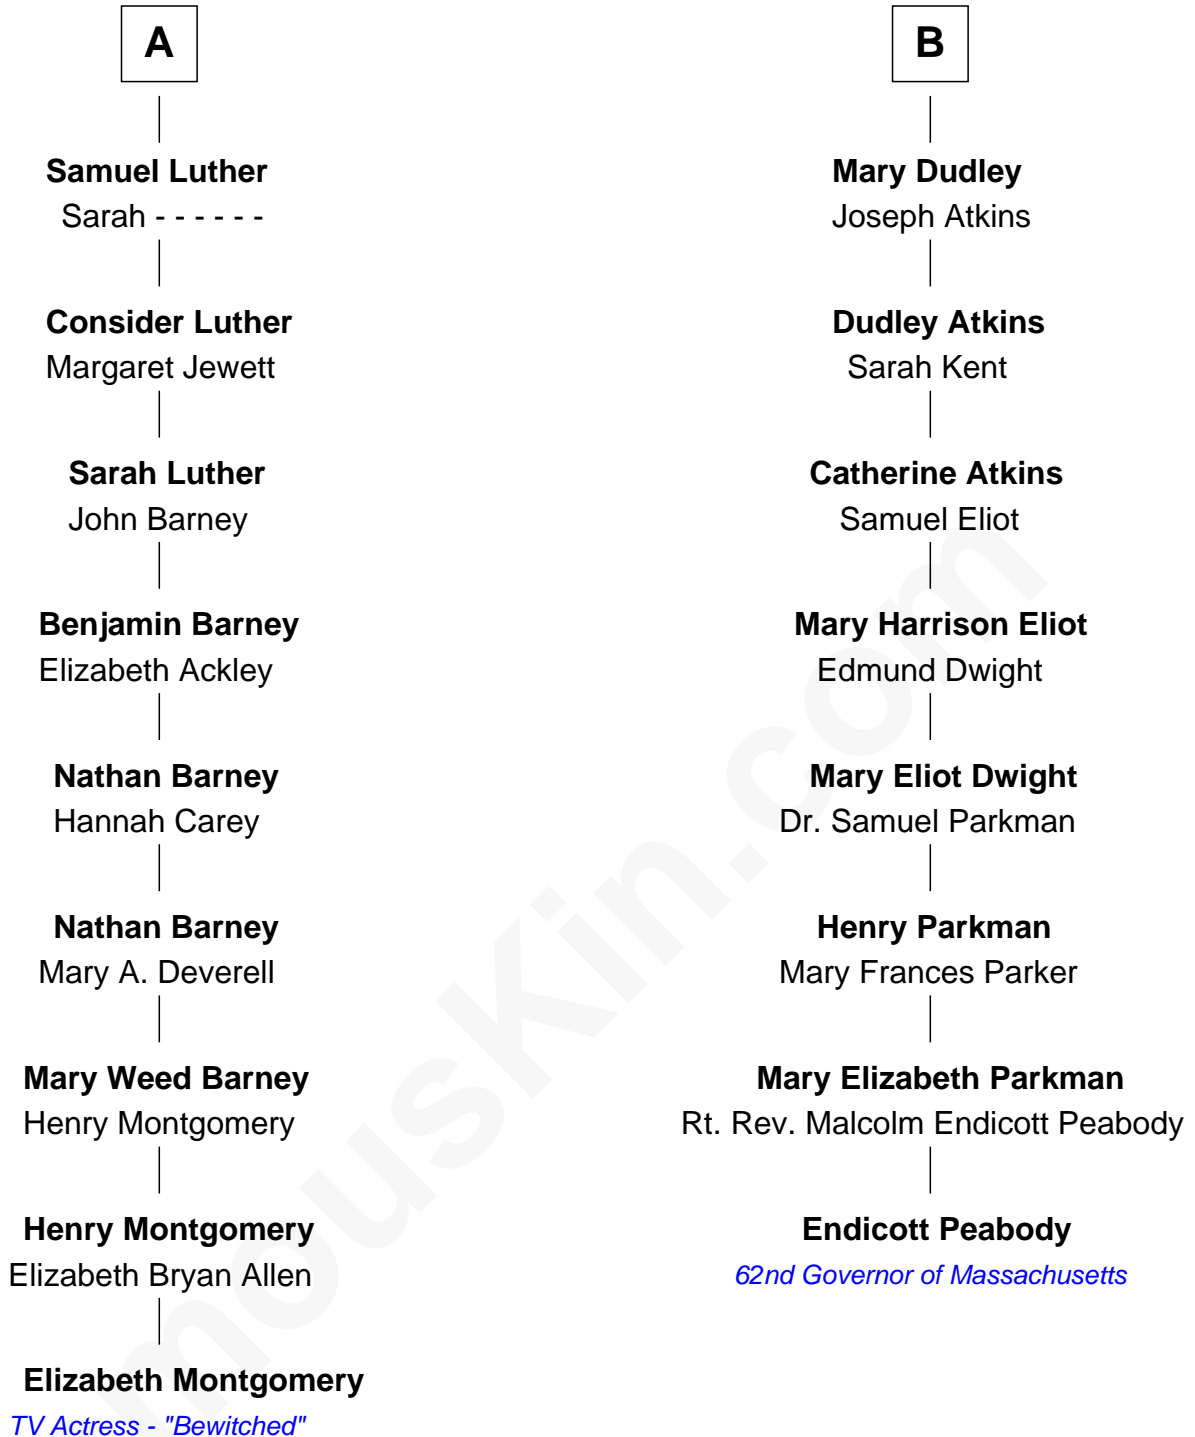 A
Samuel Luther
Sarah - - - - - -
Consider Luther
Margaret Jewett
Sarah Luther
John Barney
Benjamin Barney
Elizabeth Ackley
Nathan Barney
Hannah Carey
Nathan Barney
Mary A. Deverell
Mary Weed Barney
Henry Montgomery
Henry Montgomery
Elizabeth Bryan Allen
Elizabeth Montgomery
TV Actress - "Bewitched"
B
Mary Dudley
Joseph Atkins
Dudley Atkins
Sarah Kent
Catherine Atkins
Samuel Eliot
Mary Harrison Eliot
Edmund Dwight
Mary Eliot Dwight
Dr. Samuel Parkman
Henry Parkman
Mary Frances Parker
Mary Elizabeth Parkman
Rt. Rev. Malcolm Endicott Peabody
Endicott Peabody
62nd Governor of Massachusetts
mousKin.com